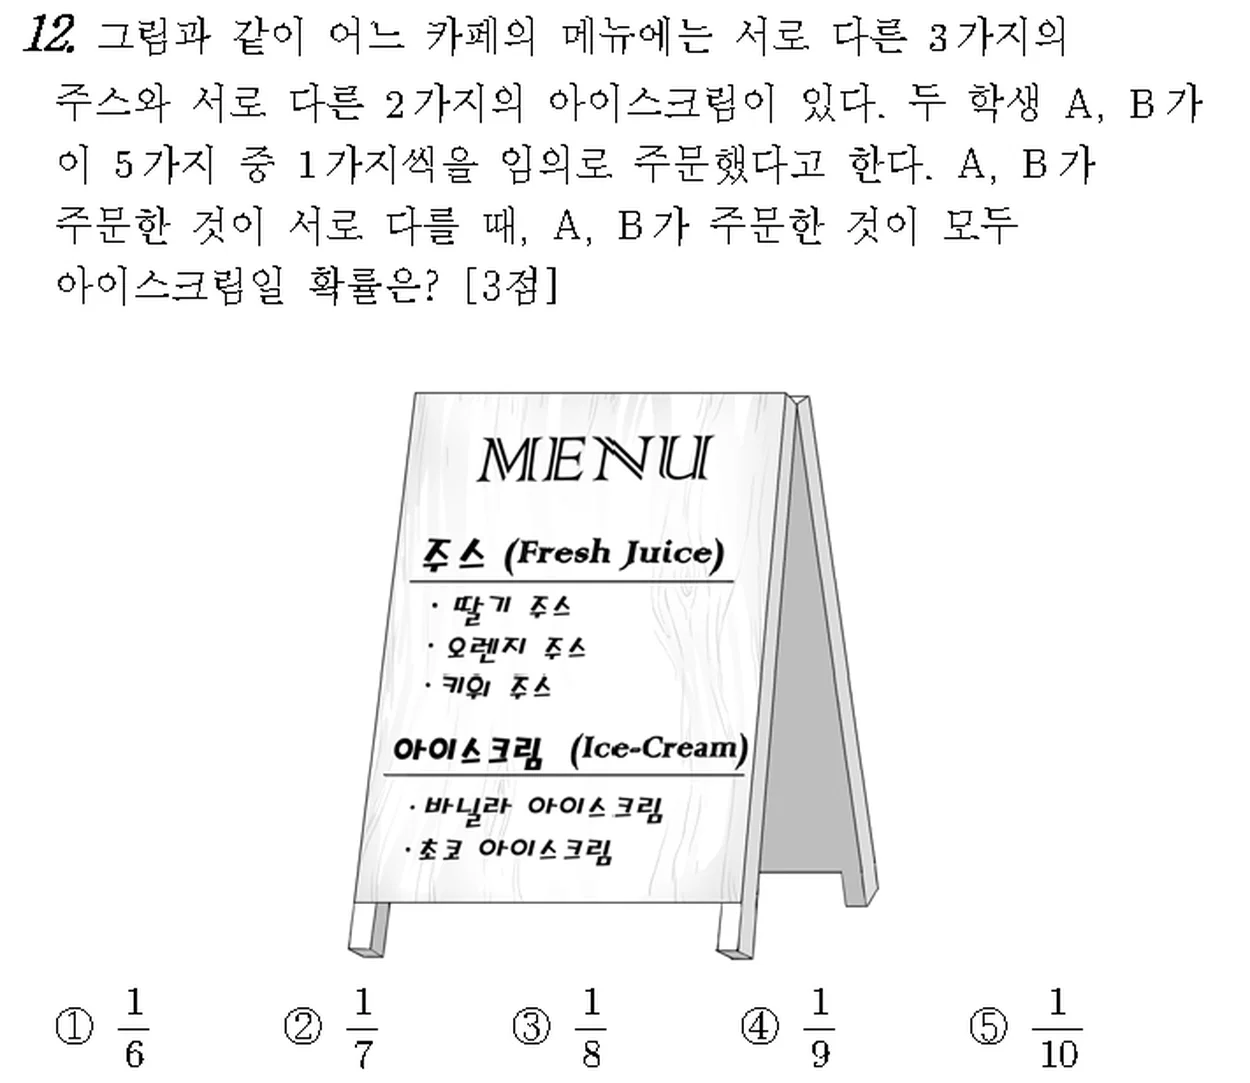 12. 그림과 같이 어느 카페의 메뉴에는 서로 다른 3가지의
주스와 서로 다른 2가지의 아이스크림이 있다. 두 학생 A, B가
이 5가지 중 1가지씩을 임의로 주문했다고 한다. A, B가
주문한 것이 서로 다를 때, A, B가 주문한 것이 모두
아이스크림일 확률은? [3점]
MENU
주스 (Fresh Juice)
· 딸기 주스
· 오렌지 주스
· 키위 주스
아이스크림 (Ice-Cream)
· 바닐라 아이스크림
· 초코 아이스크림
① 1/6 ② 1/7 ③ 1/8 ④ 1/9 ⑤ 1/10